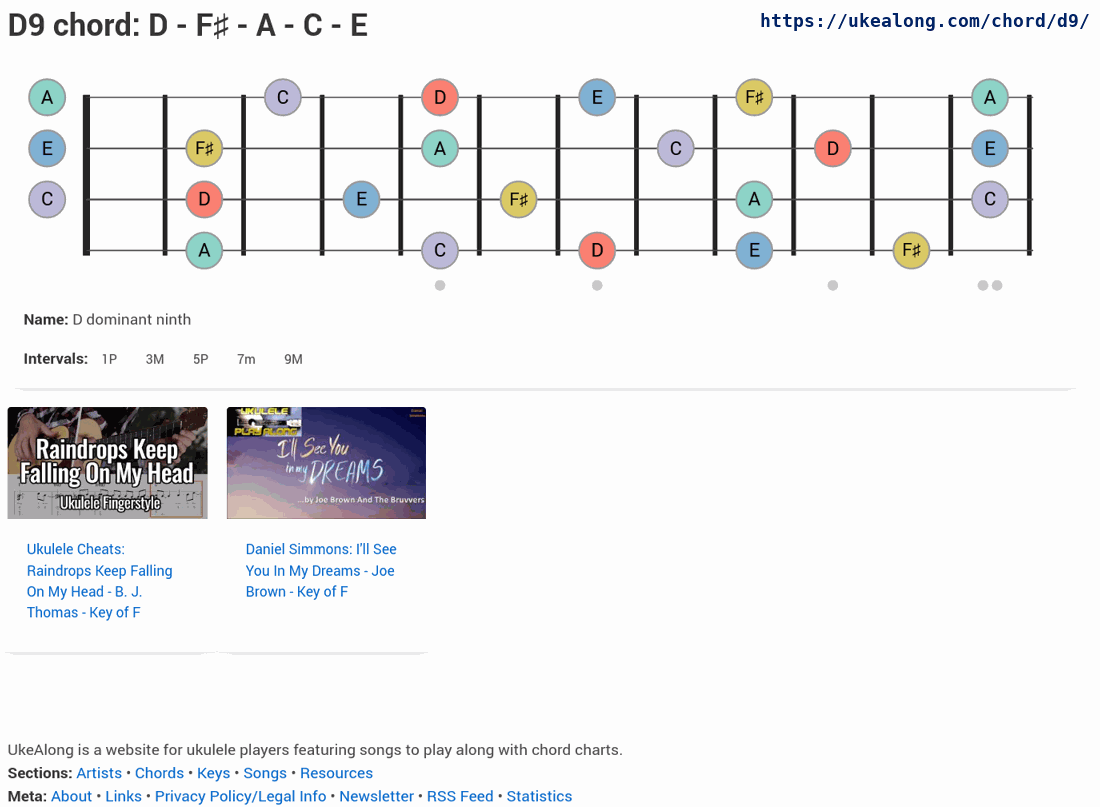 D9 chord: D - F♯ - A - C - E
https://ukealong.com/chord/d9/
A C D E F♯ A
E F♯ A C D E
C D E F♯ A C
A C D E F♯
Name: D dominant ninth
Intervals: 1P 3M 5P 7m 9M
Raindrops Keep
Falling On My Head
Ukulele Fingerstyle
UKULELE
PLAY ALONG
I'll See You
in my DREAMS
...by Joe Brown And The Bruvvers
Ukulele Cheats:
Raindrops Keep Falling
On My Head - B. J.
Thomas - Key of F
Daniel Simmons: I'll See
You In My Dreams - Joe
Brown - Key of F
UkeAlong is a website for ukulele players featuring songs to play along with chord charts.
Sections: Artists • Chords • Keys • Songs • Resources
Meta: About • Links • Privacy Policy/Legal Info • Newsletter • RSS Feed • Statistics